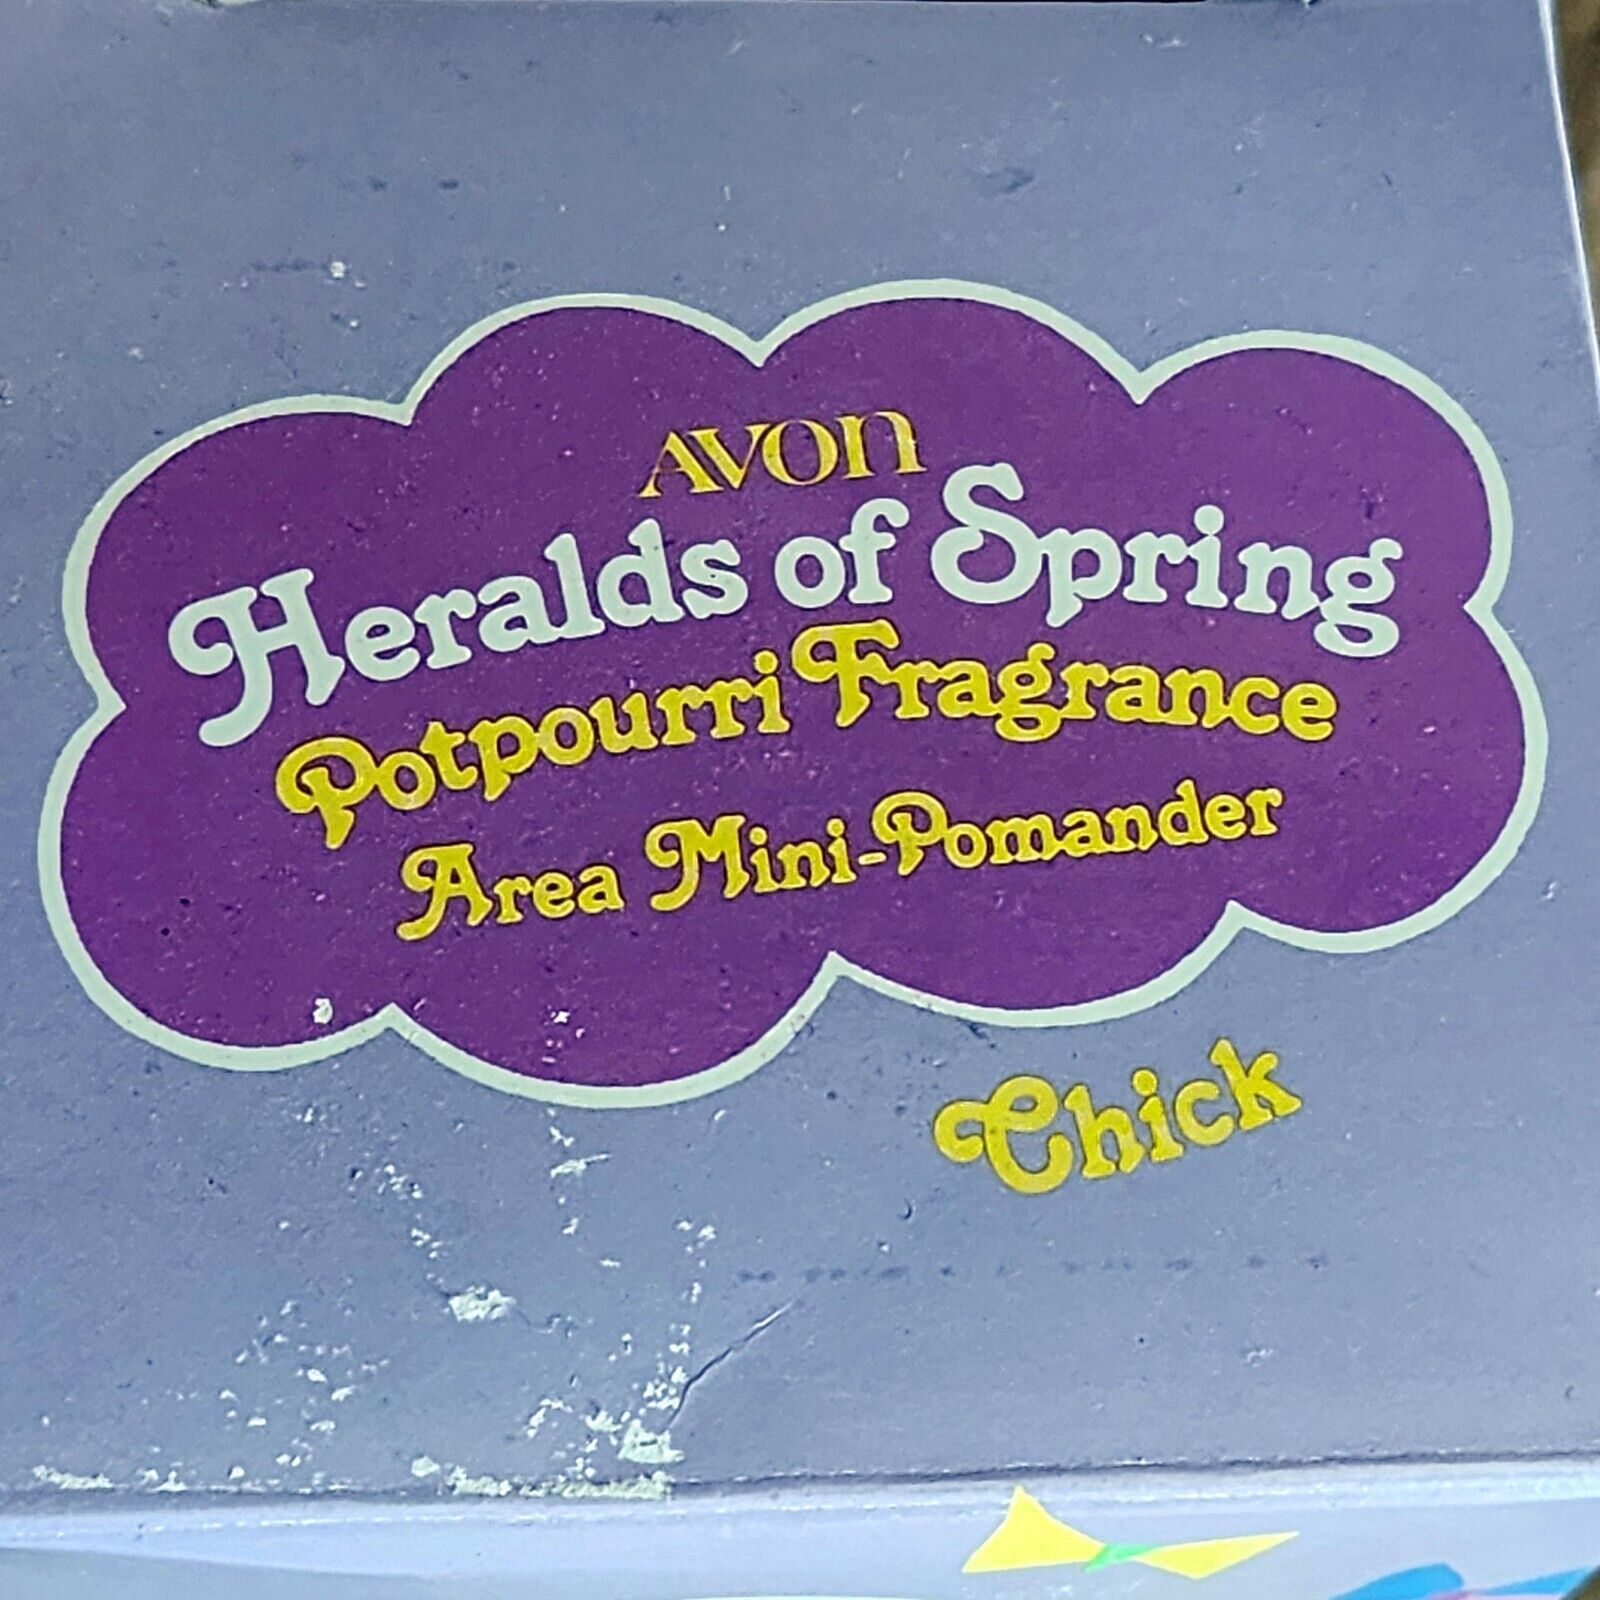 AVON
Heralds of Spring
Potpourri Fragrance
Area Mini-Pomander
Chick